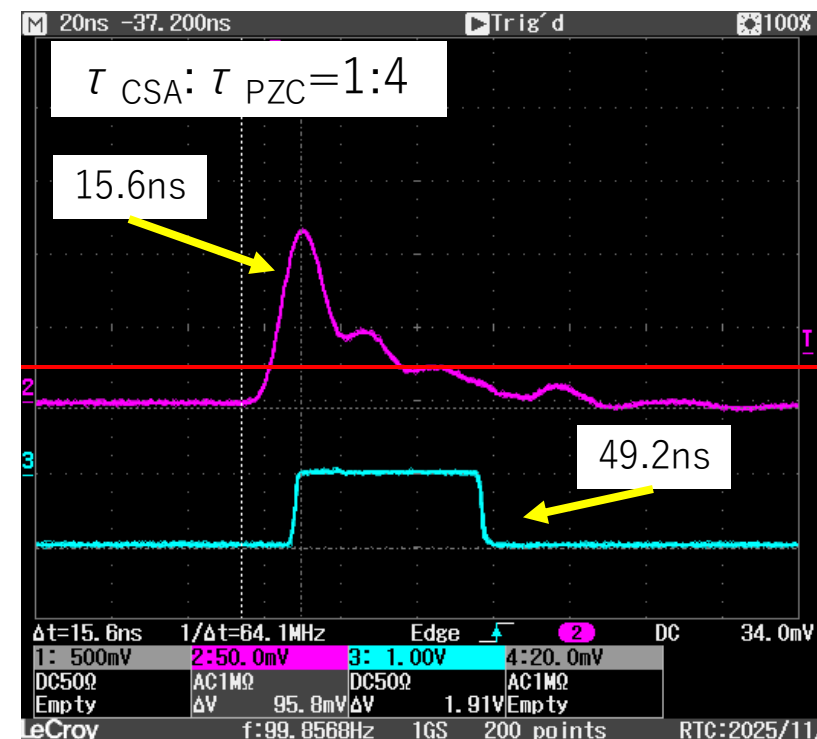 M 20ns -37.200ns Trig´d 100%
τ CSA: τ PZC=1:4
15.6ns
T
2
3
49.2ns
Δt=15.6ns 1/Δt=64.1MHz Edge 2 DC 34.0mV
1: 500mV 2:50.0mV 3: 1.00V 4:20.0mV
DC50Ω AC1MΩ DC50Ω AC1MΩ
Empty ΔV 95.8mV ΔV 1.91V Empty
LeCroy f:99.8568Hz 1GS 200 points RTC:2025/11/